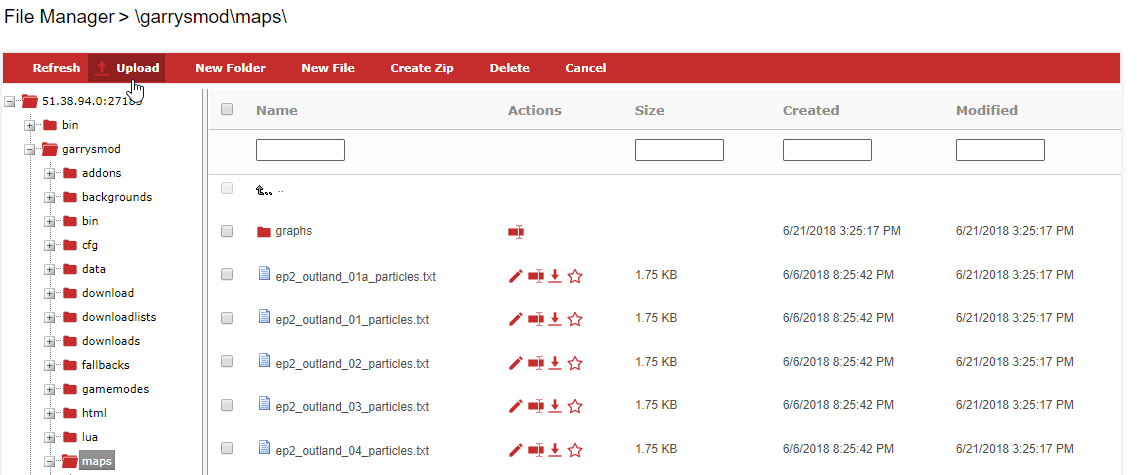 File Manager > \garrysmod\maps\
Refresh Upload New Folder New File Create Zip Delete Cancel
51.38.94.0:27185
bin
garrysmod
addons
backgrounds
bin
cfg
data
download
downloadlists
downloads
fallbacks
gamemodes
html
lua
maps
Name Actions Size Created Modified
..
graphs 6/21/2018 3:25:17 PM 6/21/2018 3:25:17 PM
ep2_outland_01a_particles.txt 1.75 KB 6/6/2018 8:25:42 PM 6/21/2018 3:25:17 PM
ep2_outland_01_particles.txt 1.75 KB 6/6/2018 8:25:42 PM 6/21/2018 3:25:17 PM
ep2_outland_02_particles.txt 1.75 KB 6/6/2018 8:25:42 PM 6/21/2018 3:25:17 PM
ep2_outland_03_particles.txt 1.75 KB 6/6/2018 8:25:42 PM 6/21/2018 3:25:17 PM
ep2_outland_04_particles.txt 1.75 KB 6/6/2018 8:25:42 PM 6/21/2018 3:25:17 PM